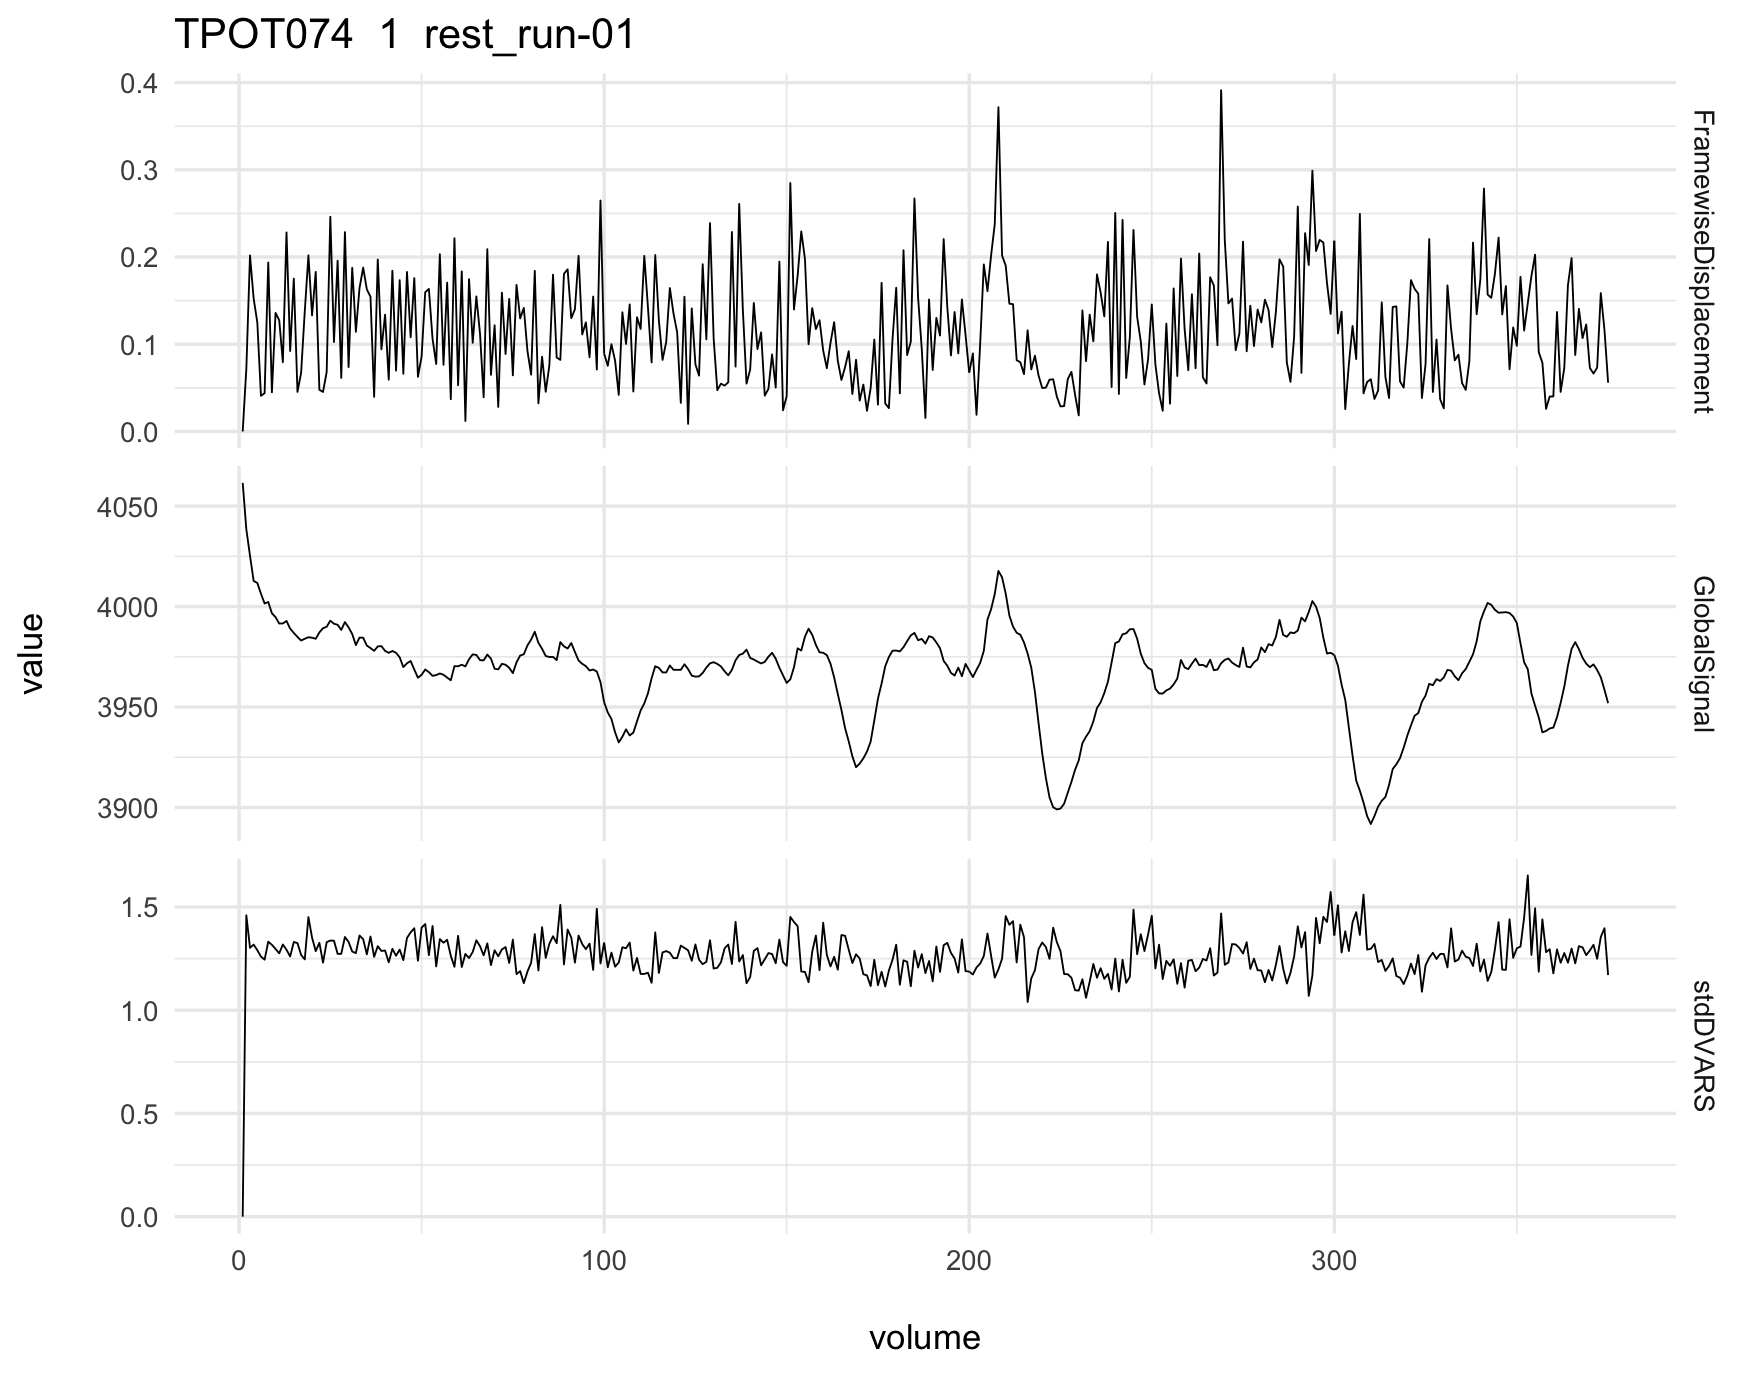 TPOT074 1 rest_run-01
0.4
0.3
0.2
0.1
0.0
FramewiseDisplacement
4050
4000
3950
3900
GlobalSignal
value
1.5
1.0
0.5
0.0
stdDVARS
0 100 200 300
volume